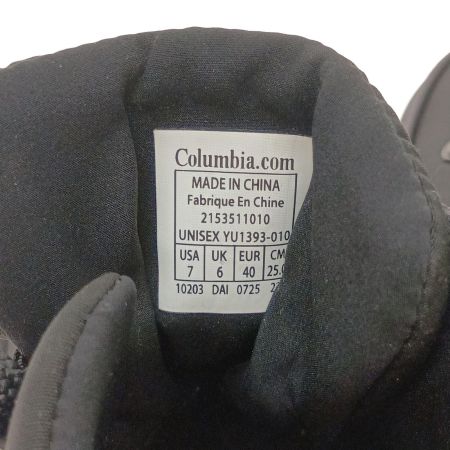 Columbia.com
MADE IN CHINA
Fabrique En Chine
2153511010
UNISEX YU1393-010
USA UK EUR CM
7 6 40 25.0
10203 DAI 0725